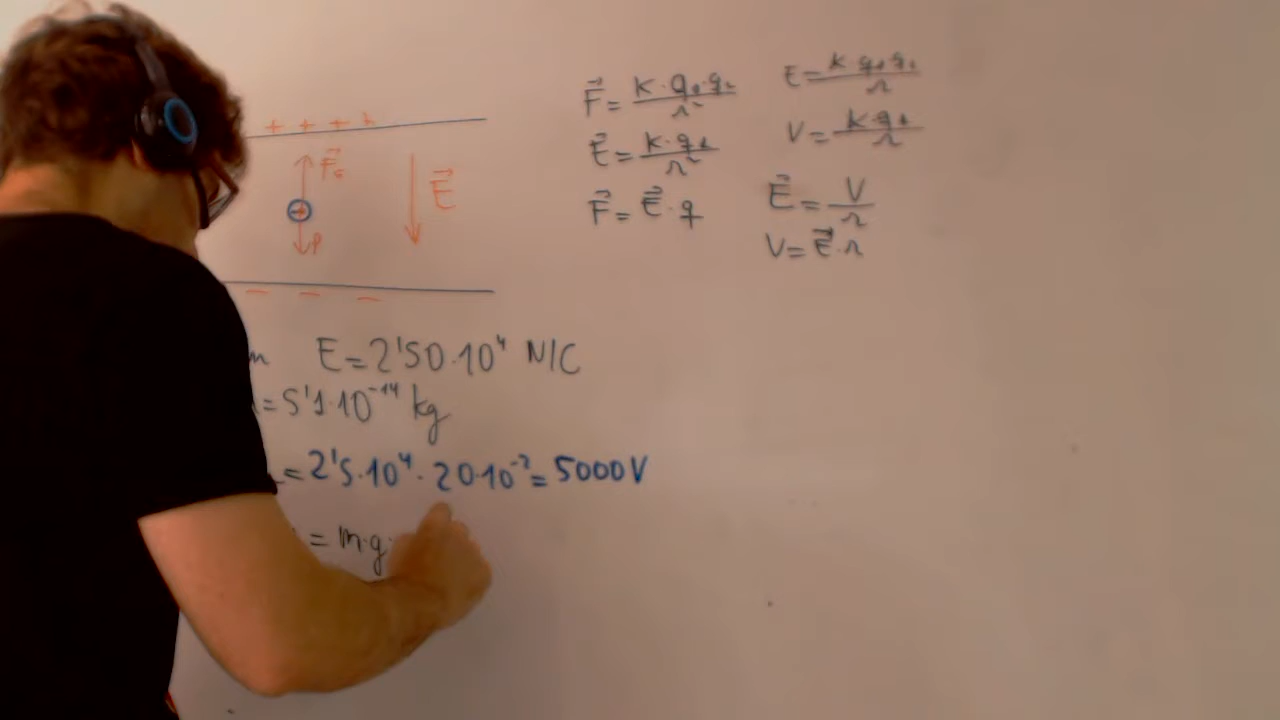 + + + +
F⃗e
E⃗
P
− − −
F⃗ = K·q₁·q₂/r²
E⃗ = K·q₁/r²
F⃗ = E⃗·q
E = K·q₁·q₂/r
V = K·q₁/r
E⃗ = V/r
V = E⃗·r
m E = 2'50·10⁴ N/C
= 5'1·10⁻¹⁴ kg
= 2'5·10⁴ · 20·10⁻² = 5000 V
= m·g